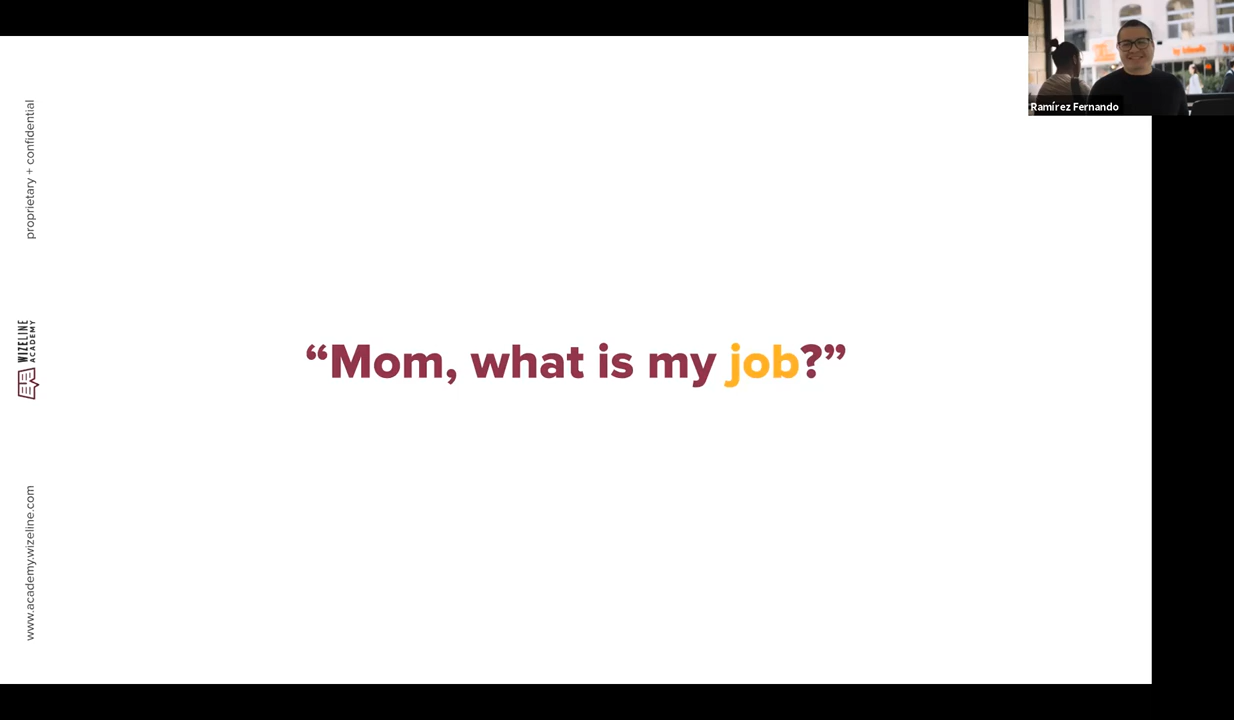 proprietary + confidential
WIZELINE
ACADEMY
www.academy.wizeline.com
“Mom, what is my job?”
Ramírez Fernando